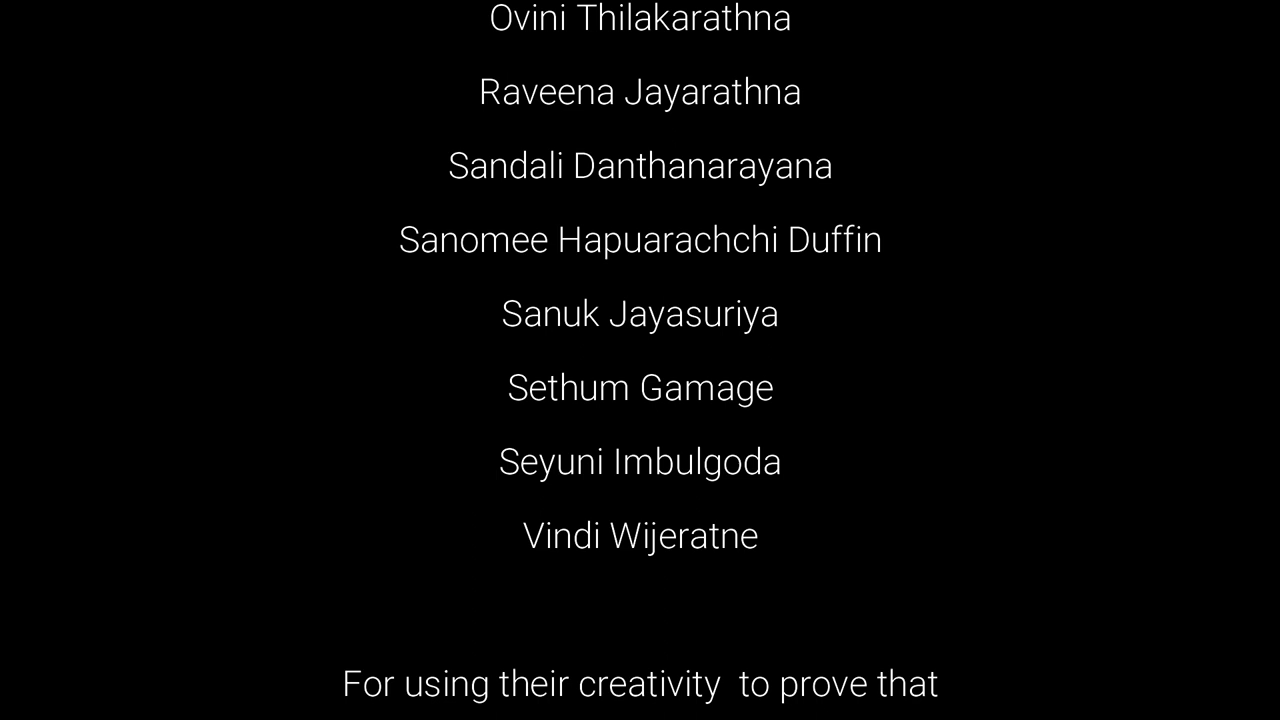 Ovini Thilakarathna
Raveena Jayarathna
Sandali Danthanarayana
Sanomee Hapuarachchi Duffin
Sanuk Jayasuriya
Sethum Gamage
Seyuni Imbulgoda
Vindi Wijeratne
For using their creativity  to prove that